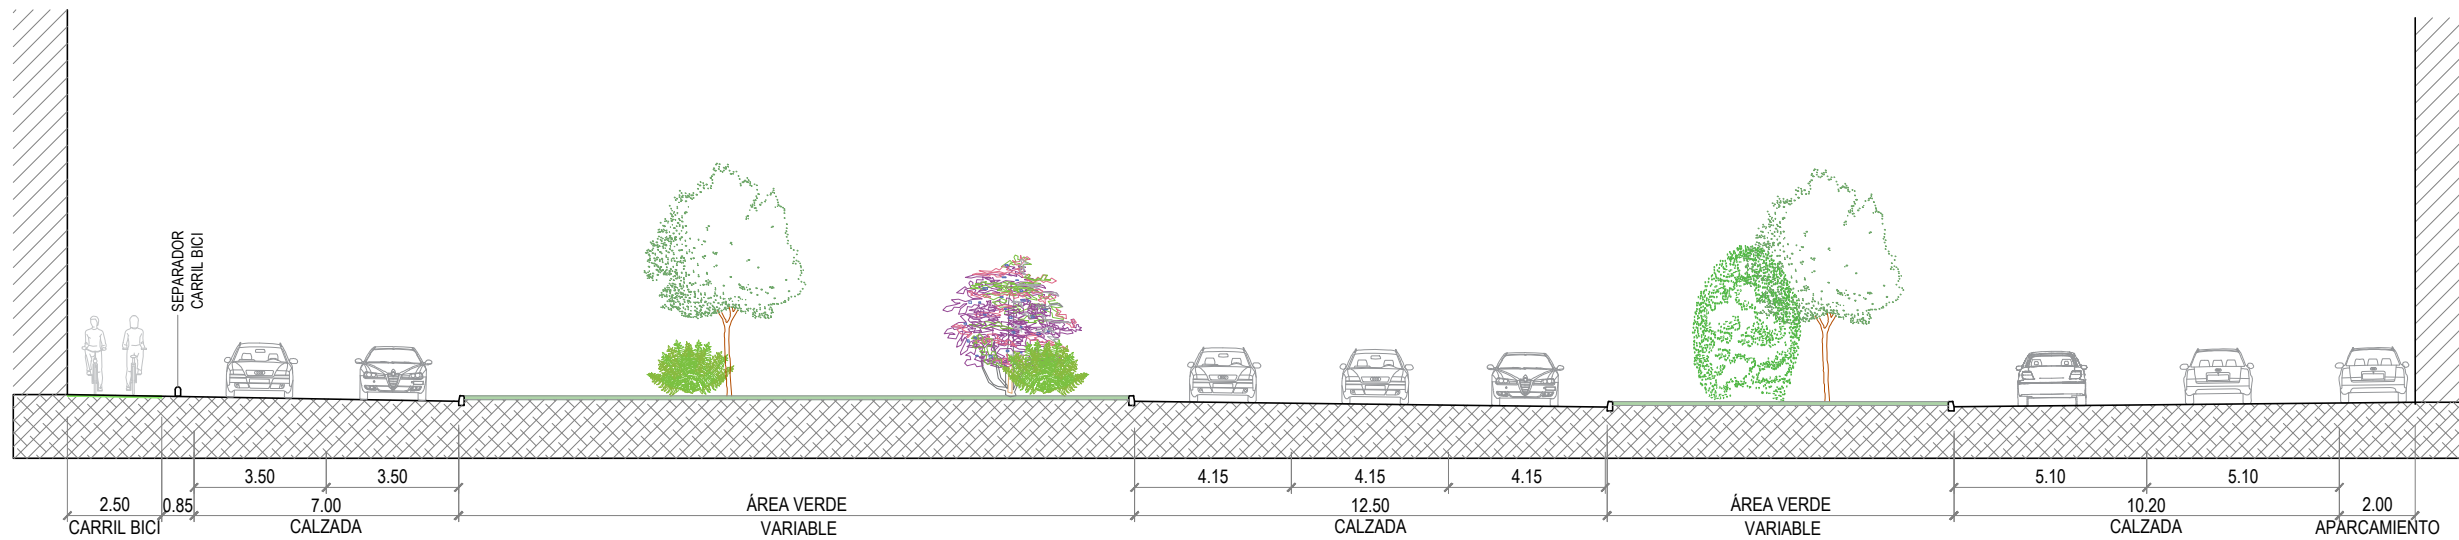 SEPARADOR
CARRIL BICI
3.50
3.50
4.15
4.15
4.15
5.10
5.10
2.50
0.85
7.00
ÁREA VERDE
12.50
ÁREA VERDE
10.20
2.00
CARRIL BICI
CALZADA
VARIABLE
CALZADA
VARIABLE
CALZADA
APARCAMIENTO